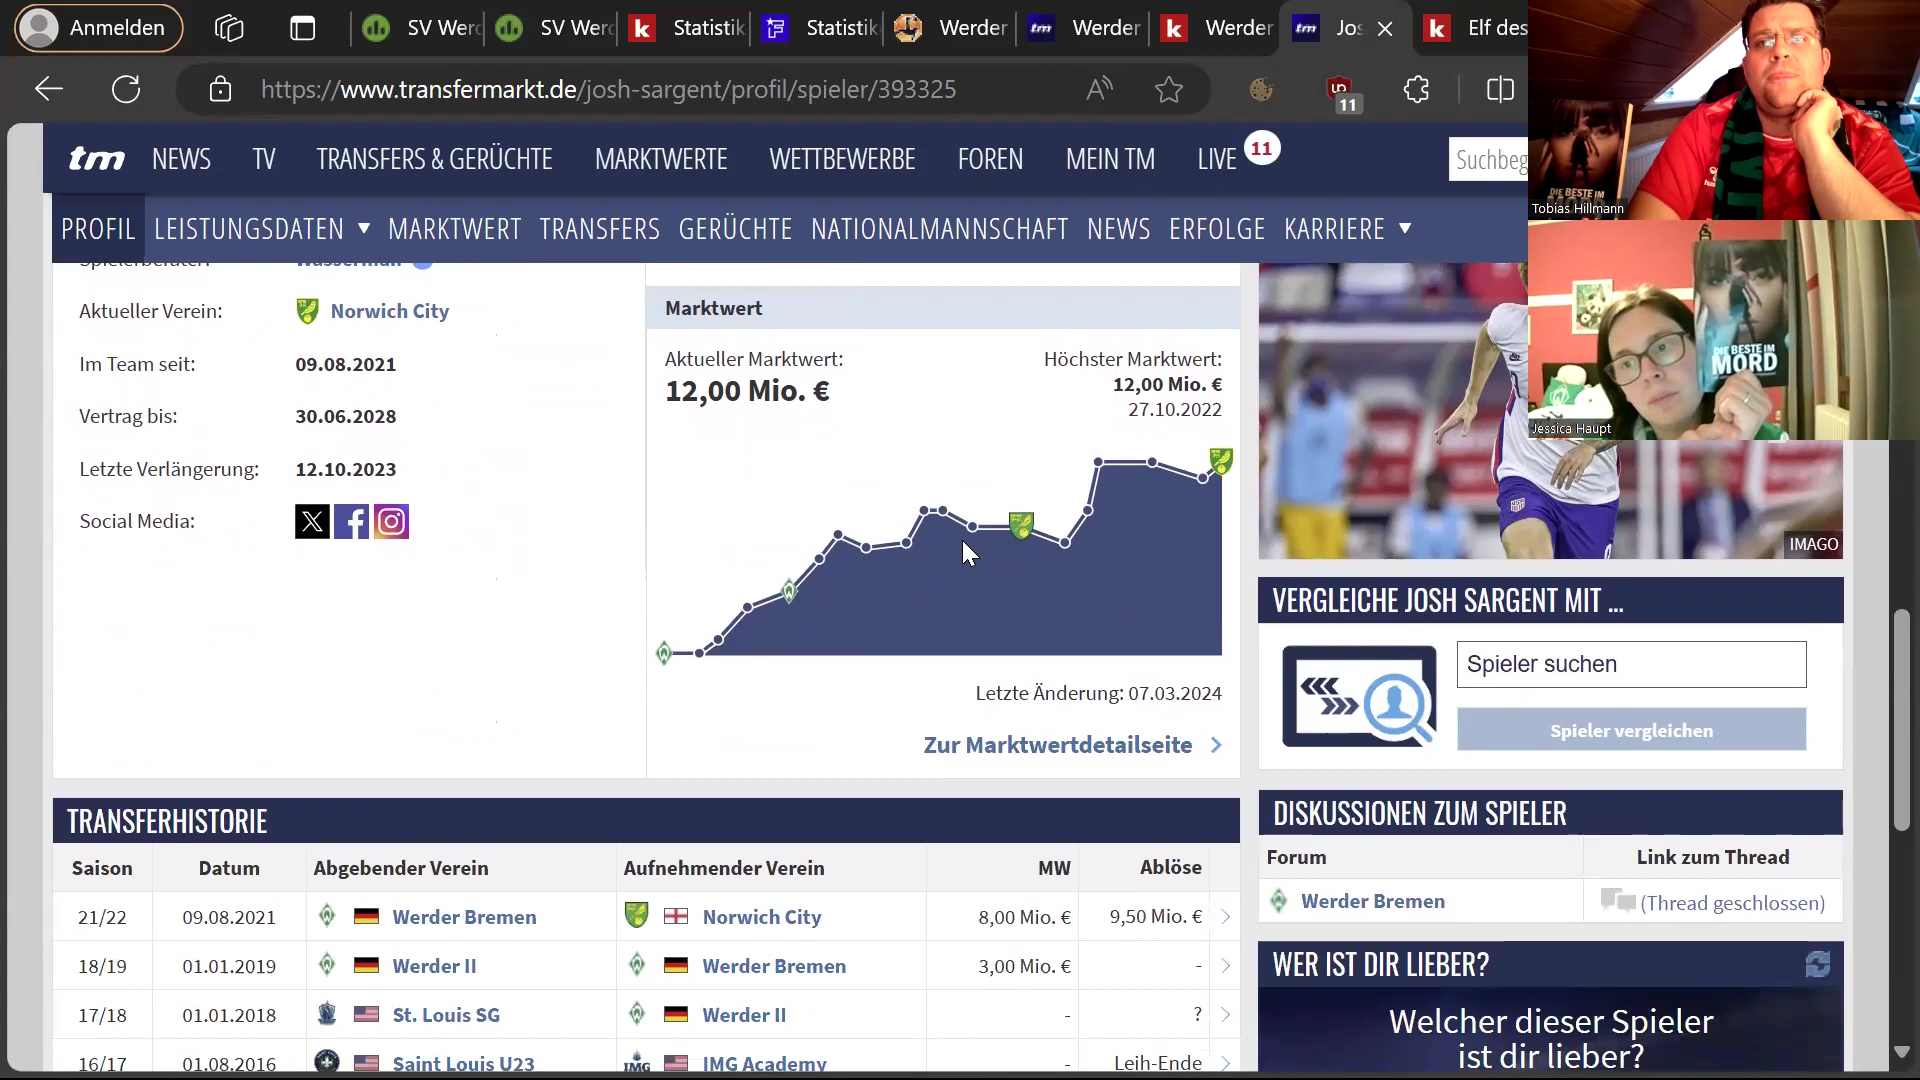 Anmelden
SV Werd
SV Werd
Statistik
Statistik
Werder
Werder
Werder
Jos
Elf des
https://www.transfermarkt.de/josh-sargent/profil/spieler/393325
11
tm NEWS TV TRANSFERS & GERÜCHTE MARKTWERTE WETTBEWERBE FOREN MEIN TM LIVE 11
Suchbeg
PROFIL LEISTUNGSDATEN MARKTWERT TRANSFERS GERÜCHTE NATIONALMANNSCHAFT NEWS ERFOLGE KARRIERE
Spielerberater: Wasserman
Aktueller Verein: Norwich City
Im Team seit: 09.08.2021
Vertrag bis: 30.06.2028
Letzte Verlängerung: 12.10.2023
Social Media:
Marktwert
Aktueller Marktwert:
12,00 Mio. €
Höchster Marktwert:
12,00 Mio. €
27.10.2022
Letzte Änderung: 07.03.2024
Zur Marktwertdetailseite
DIE BESTE IM
MORD
Tobias Hillmann
DIE BESTE IM
MORD
Jessica Haupt
IMAGO
VERGLEICHE JOSH SARGENT MIT ...
Spieler suchen
Spieler vergleichen
TRANSFERHISTORIE
Saison Datum Abgebender Verein Aufnehmender Verein MW Ablöse
21/22 09.08.2021 Werder Bremen Norwich City 8,00 Mio. € 9,50 Mio. €
18/19 01.01.2019 Werder II Werder Bremen 3,00 Mio. € -
17/18 01.01.2018 St. Louis SG Werder II - ?
16/17 01.08.2016 Saint Louis U23 IMG Academy - Leih-Ende
DISKUSSIONEN ZUM SPIELER
Forum Link zum Thread
Werder Bremen (Thread geschlossen)
WER IST DIR LIEBER?
Welcher dieser Spieler
ist dir lieber?